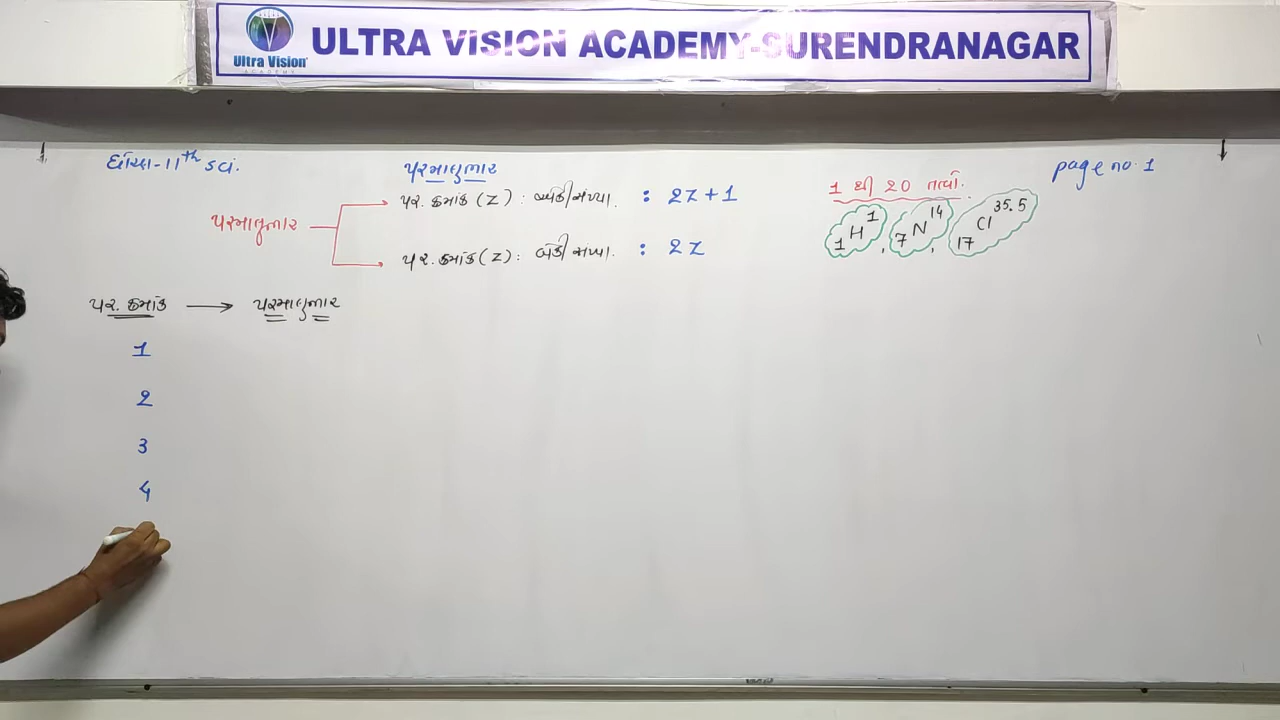 ULTRA VISION ACADEMY-SURENDRANAGAR
Ultra Vision
ACADEMY
ધોરણ-11th sci.
પરમાણુભાર
page no 1
1 થી 20 તત્વો.
પર. ક્રમાંક (Z) : એકી સંખ્યા. : 2Z+1
1H1, 7N14, 17Cl35.5
પરમાણુભાર
પર. ક્રમાંક (Z) : બેકી સંખ્યા. : 2Z
પર. ક્રમાંક → પરમાણુભાર
1
2
3
4